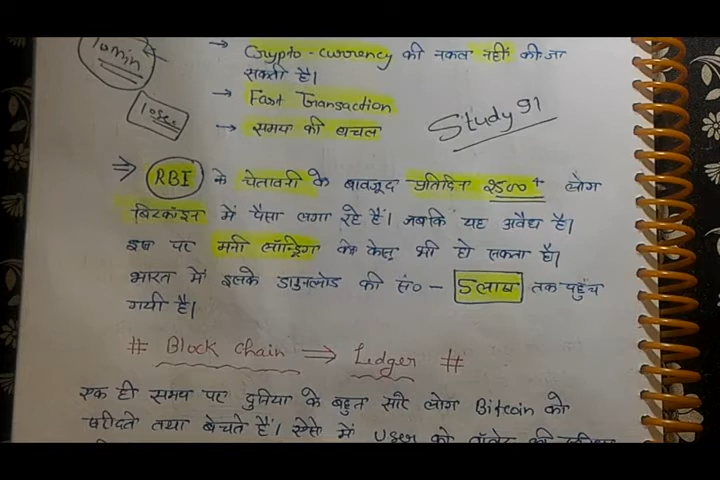 10min
→ Crypto-currency की नकल नहीं की जा
सकती है।
→ Fast Transaction
10sec
→ समय की बचत
Study 91
⇒ RBI के चेतावनी के बावजूद प्रतिदिन 2500+ लोग
बिटकॉइन में पैसा लगा रहे हैं। जबकि यह अवैध है।
इस पर मनी लॉन्ड्रिंग का केस भी हो सकता है।
भारत में इसके डाउनलोड की सं० - 5 लाख तक पहुँच
गयी है।
# Block Chain ⇒ Ledger #
एक ही समय पर दुनिया के बहुत सारे लोग Bitcoin को
खरीदते तथा बेचते हैं। ऐसे में User को